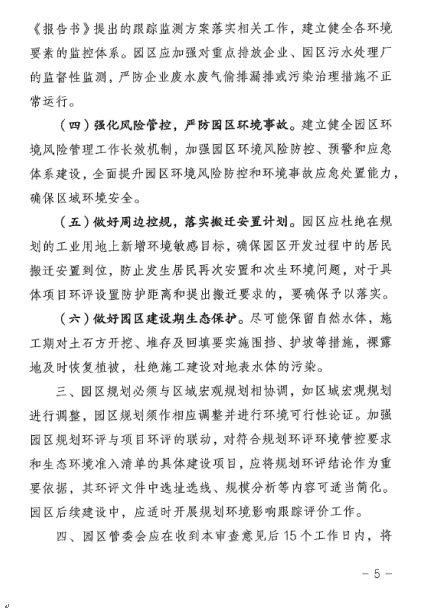 《报告书》提出的跟踪监测方案落实相关工作，建立健全各环境
要素的监控体系。园区应加强对重点排放企业、园区污水处理厂
的监督性监测，严防企业废水废气偷排漏排或污染治理措施不正
常运行。
（四）强化风险管控，严防园区环境事故。建立健全园区环
境风险管理工作长效机制，加强园区环境风险防控、预警和应急
体系建设，全面提升园区环境风险防控和环境事故应急处置能力，
确保区域环境安全。
（五）做好周边控规，落实搬迁安置计划。园区应杜绝在规
划的工业用地上新增环境敏感目标，确保园区开发过程中的居民
搬迁安置到位，防止发生居民再次安置和次生环境问题，对于具
体项目环评设置防护距离和提出搬迁要求的，要确保予以落实。
（六）做好园区建设期生态保护。尽可能保留自然水体，施
工期对土石方开挖、堆存及回填要实施围挡、护坡等措施，裸露
地及时恢复植被，杜绝施工建设对地表水体的污染。
三、园区规划必须与区域宏观规划相协调，如区域宏观规划
进行调整，园区规划须作相应调整并进行环境可行性论证。加强
园区规划环评与项目环评的联动，对符合规划环评环境管控要求
和生态环境准入清单的具体建设项目，应将规划环评结论作为重
要依据，其环评文件中选址选线、规模分析等内容可适当简化。
园区后续建设中，应适时开展规划环境影响跟踪评价工作。
四、园区管委会应在收到本审查意见后 15 个工作日内，将
－5－